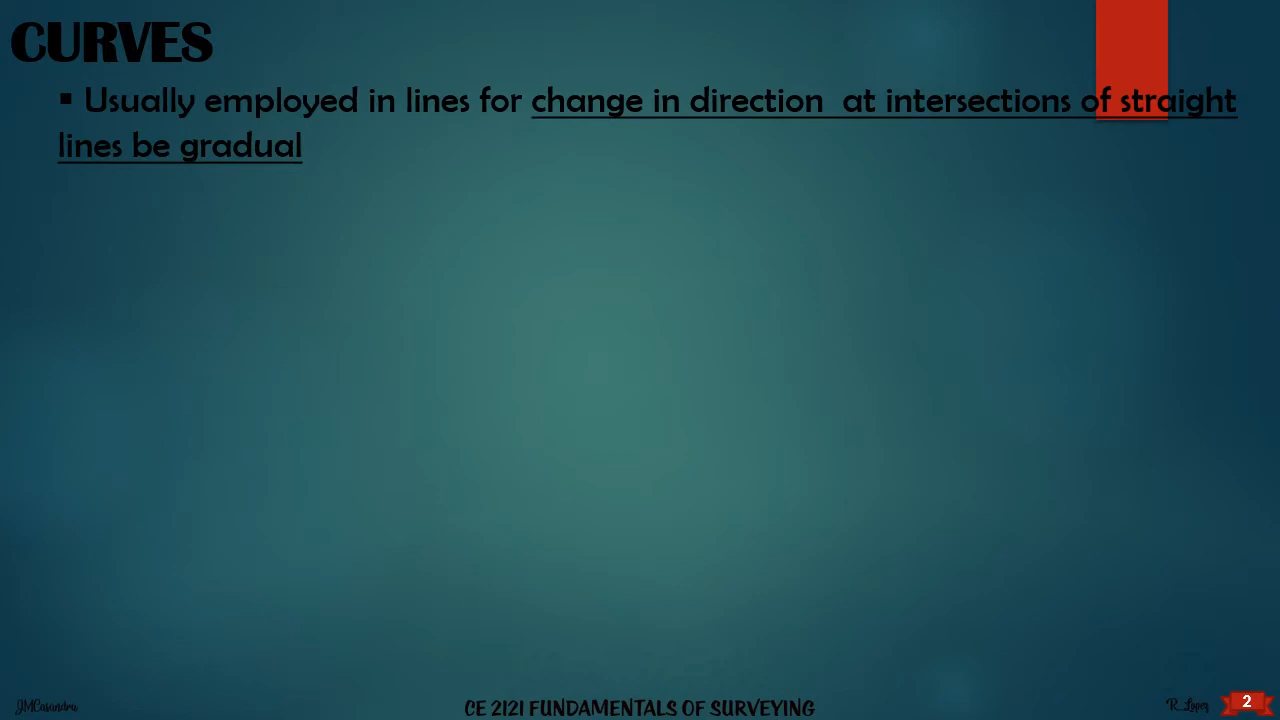 CURVES
▪ Usually employed in lines for change in direction at intersections of straight
lines be gradual
JMCasandra
CE 2121 FUNDAMENTALS OF SURVEYING
R_Lopez
2